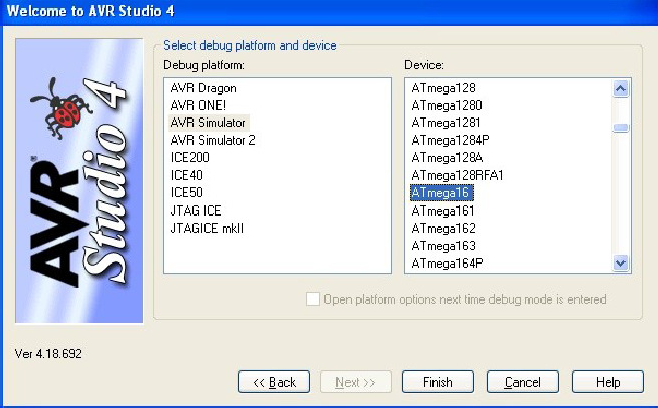 Welcome to AVR Studio 4
Select debug platform and device
Debug platform:
AVR Dragon
AVR ONE!
AVR Simulator
AVR Simulator 2
ICE200
ICE40
ICE50
JTAG ICE
JTAGICE mkII
Device:
ATmega128
ATmega1280
ATmega1281
ATmega1284P
ATmega128A
ATmega128RFA1
ATmega16
ATmega161
ATmega162
ATmega163
ATmega164P
Open platform options next time debug mode is entered
AVR®
Studio 4
Ver 4.18.692
<< Back
Next >>
Finish
Cancel
Help